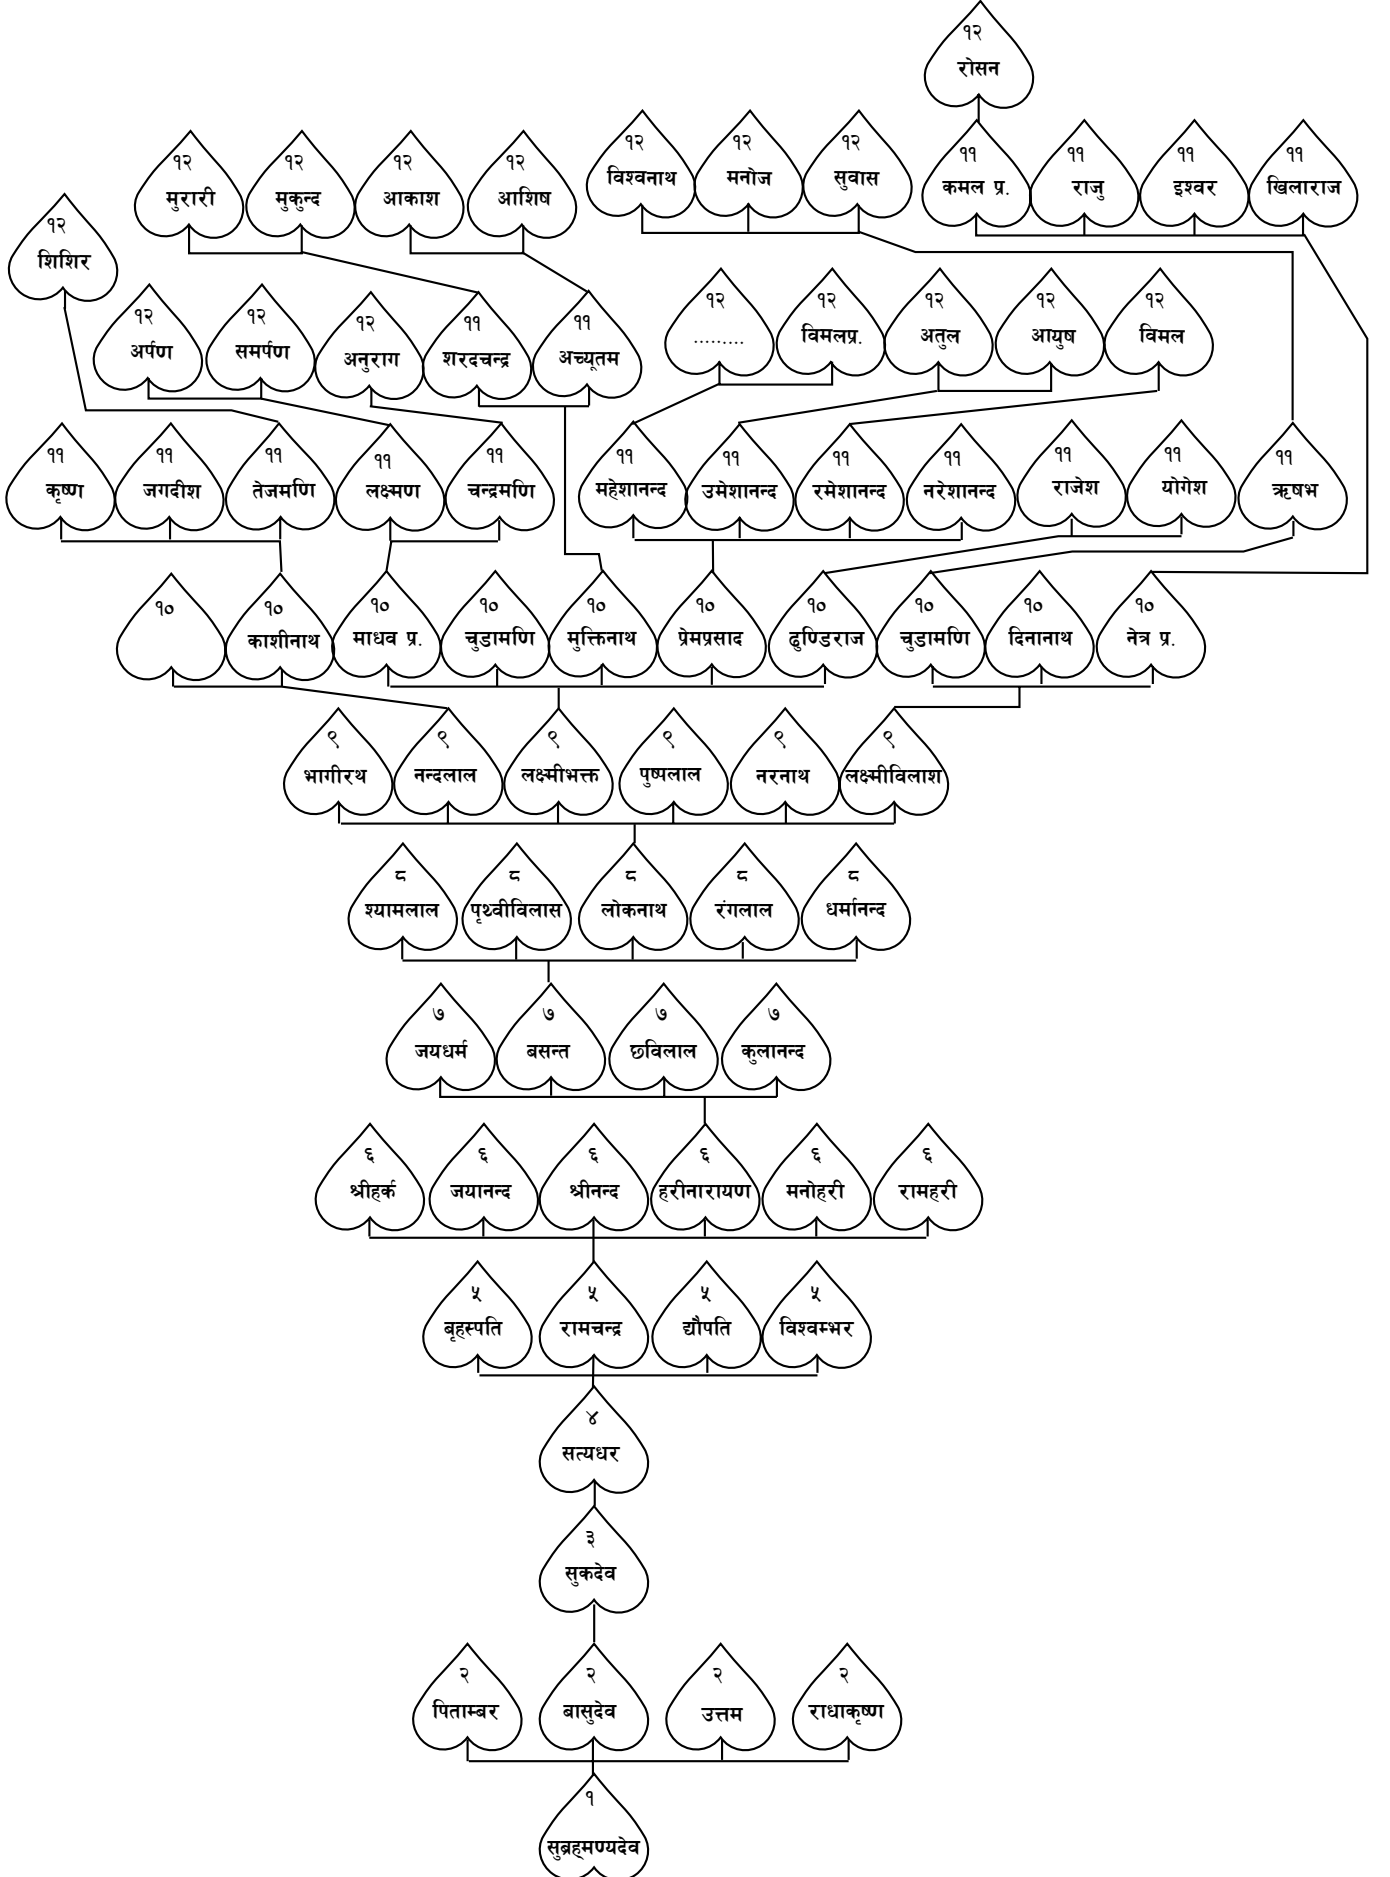 १२
रोसन
१२
विश्वनाथ
१२
मनोज
१२
सुवास
११
कमल प्र.
११
राजु
११
इश्वर
११
खिलाराज
१२
मुरारी
१२
मुकुन्द
१२
आकाश
१२
आशिष
१२
शिशिर
१२
अर्पण
१२
समर्पण
१२
अनुराग
११
शरदचन्द्र
११
अच्यूतम
१२
.........
१२
विमलप्र.
१२
अतुल
१२
आयुष
१२
विमल
११
कृष्ण
११
जगदीश
११
तेजमणि
११
लक्ष्मण
११
चन्द्रमणि
११
महेशानन्द
११
उमेशानन्द
११
रमेशानन्द
११
नरेशानन्द
११
राजेश
११
योगेश
११
ऋषभ
१०
१०
काशीनाथ
१०
माधव प्र.
१०
चुडामणि
१०
मुक्तिनाथ
१०
प्रेमप्रसाद
१०
ढुण्डिराज
१०
चुडामणि
१०
दिनानाथ
१०
नेत्र प्र.
९
भागीरथ
९
नन्दलाल
९
लक्ष्मीभक्त
९
पुष्पलाल
९
नरनाथ
९
लक्ष्मीविलाश
८
श्यामलाल
८
पृथ्वीविलास
८
लोकनाथ
८
रंगलाल
८
धर्मानन्द
७
जयधर्म
७
बसन्त
७
छविलाल
७
कुलानन्द
६
श्रीहर्क
६
जयानन्द
६
श्रीनन्द
६
हरीनारायण
६
मनोहरी
६
रामहरी
५
बृहस्पति
५
रामचन्द्र
५
द्यौपति
५
विश्वम्भर
४
सत्यधर
३
सुकदेव
२
पिताम्बर
२
बासुदेव
२
उत्तम
२
राधाकृष्ण
१
सुब्रह्मण्यदेव